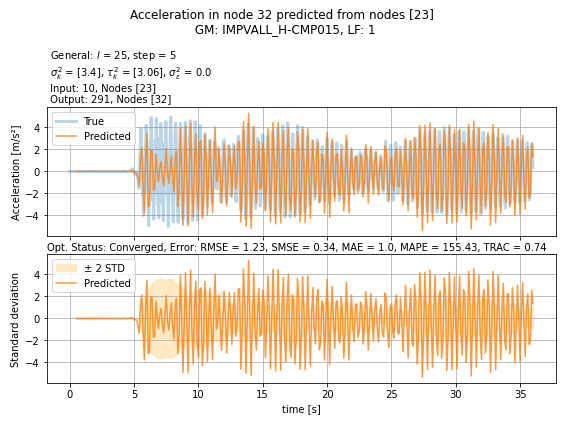 Acceleration in node 32 predicted from nodes [23]
GM: IMPVALL_H-CMP015, LF: 1
General: l = 25, step = 5
σ²ₖ = [3.4], τ²ₖ = [3.06], σ²ε = 0.0
Input: 10, Nodes [23]
Output: 291, Nodes [32]
Acceleration [m/s²]
4
2
0
−2
−4
True
Predicted
Opt. Status: Converged, Error: RMSE = 1.23, SMSE = 0.34, MAE = 1.0, MAPE = 155.43, TRAC = 0.74
Standard deviation
4
2
0
−2
−4
± 2 STD
Predicted
0 5 10 15 20 25 30 35
time [s]